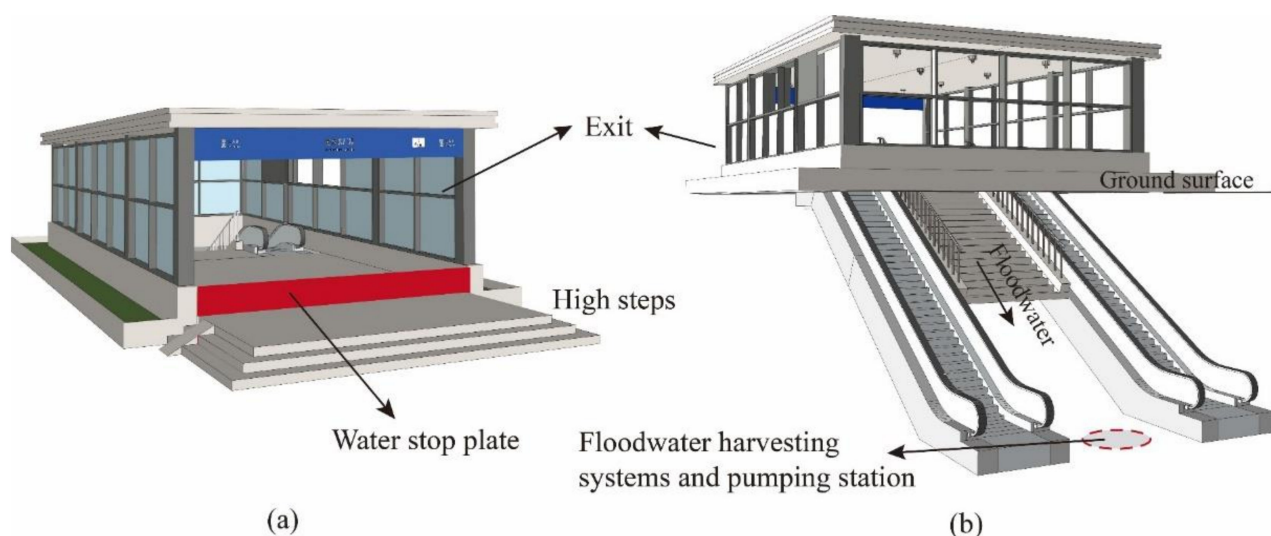 Exit
Ground surface
Floodwater
High steps
Water stop plate
Floodwater harvesting
systems and pumping station
(a)
(b)